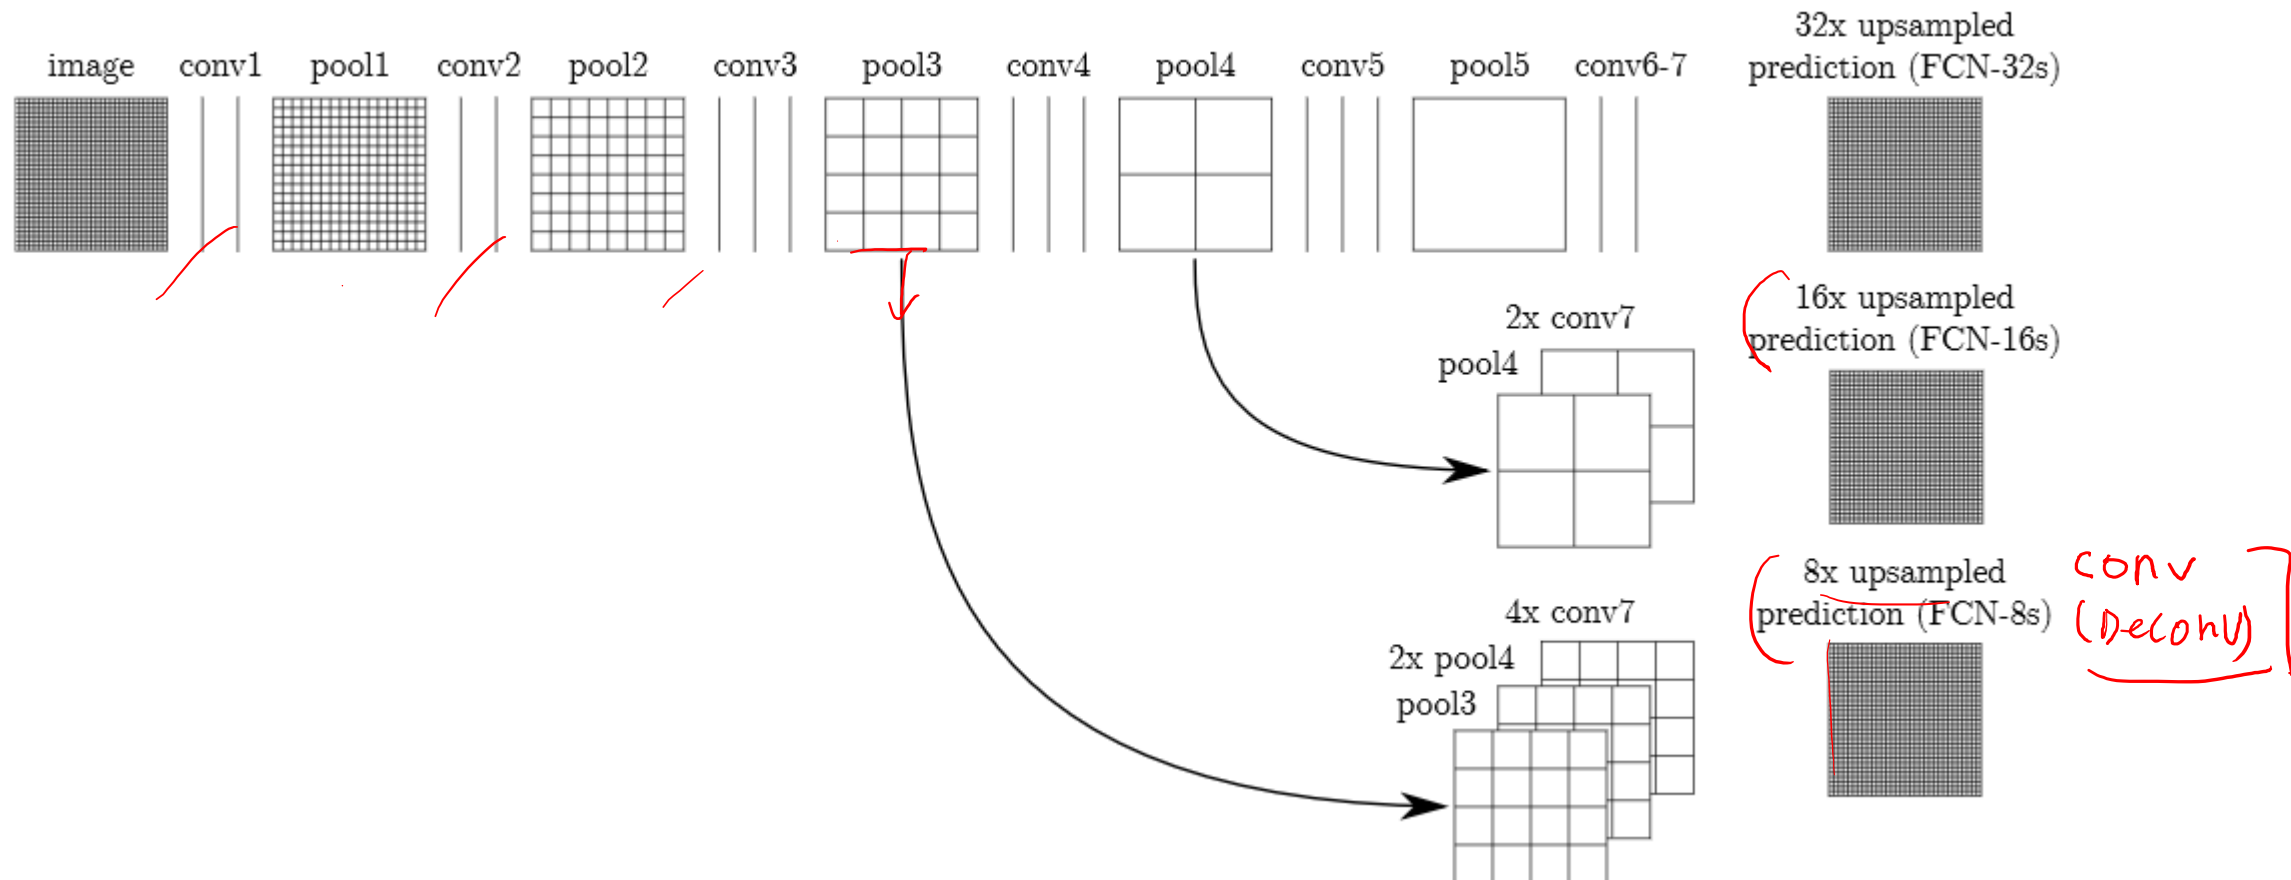 image
conv1
pool1
conv2
pool2
conv3
pool3
conv4
pool4
conv5
pool5
conv6-7
32x upsampled
prediction (FCN-32s)
16x upsampled
prediction (FCN-16s)
2x conv7
pool4
8x upsampled
prediction (FCN-8s)
conv
(DeConv)
4x conv7
2x pool4
pool3